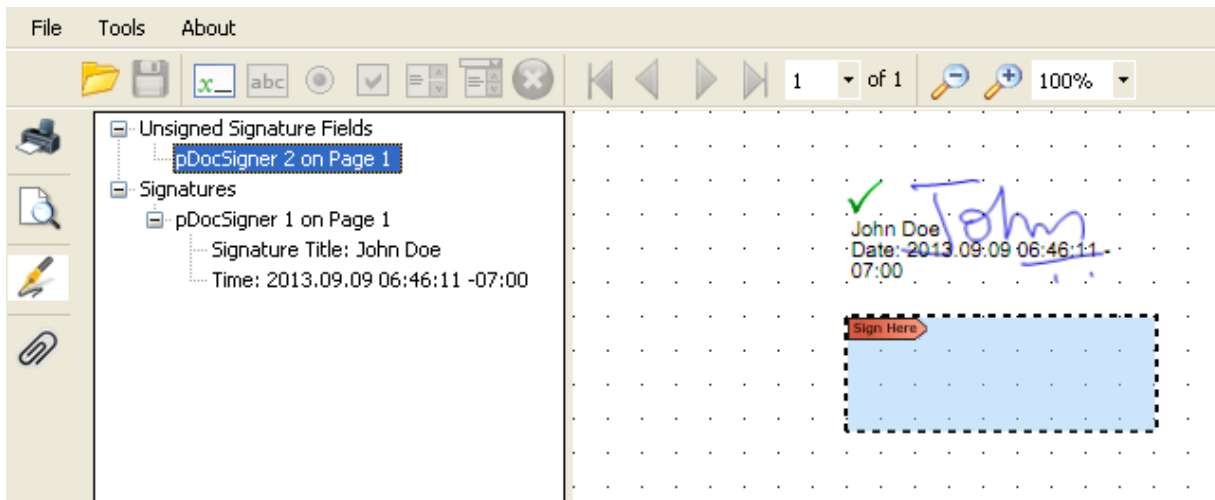 File Tools About
x abc 1 of 1 100%
Unsigned Signature Fields
pDocSigner 2 on Page 1
Signatures
pDocSigner 1 on Page 1
Signature Title: John Doe
Time: 2013.09.09 06:46:11 -07:00
John
John Doe
Date: 2013.09.09 06:46:11 -
07:00
Sign Here